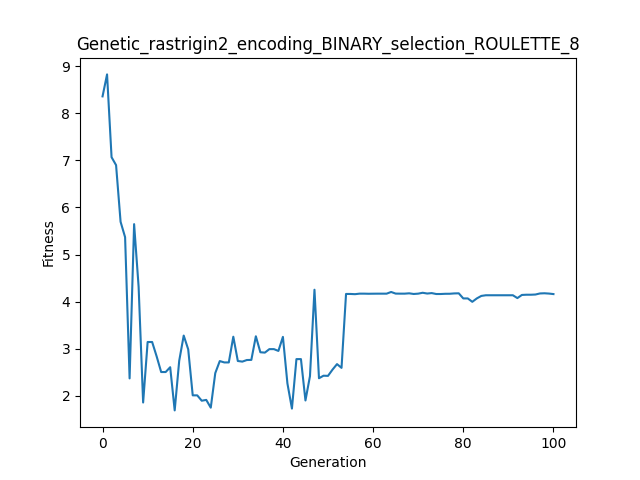 Genetic_rastrigin2_encoding_BINARY_selection_ROULETTE_8
9
8
7
6
5
4
3
2
Fitness
0 20 40 60 80 100
Generation